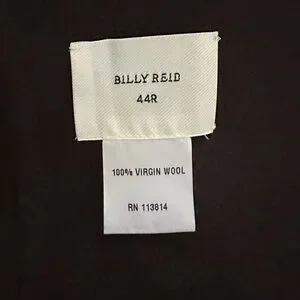 BILLY REID
44R
100% VIRGIN WOOL
RN 113814